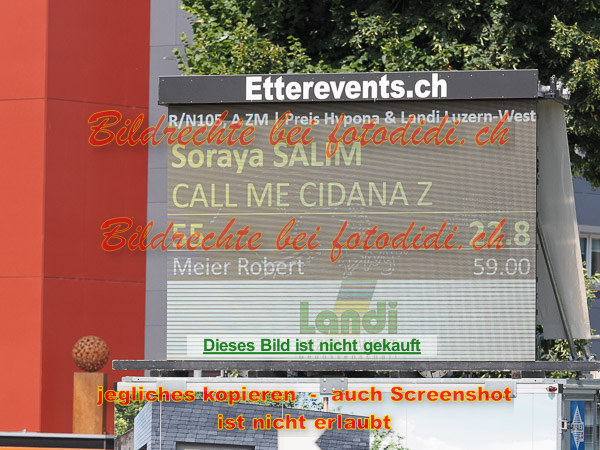 Etterevents.ch
R/N105, A ZM | Preis Hypona & Landi Luzern-West
Bildrechte bei fotodidi.ch
Soraya SALIM
CALL ME CIDANA Z
22.8
Bildrechte bei fotodidi.ch
Meier Robert 59.00
Landi
Dieses Bild ist nicht gekauft
jegliches kopieren - auch Screenshot
ist nicht erlaubt